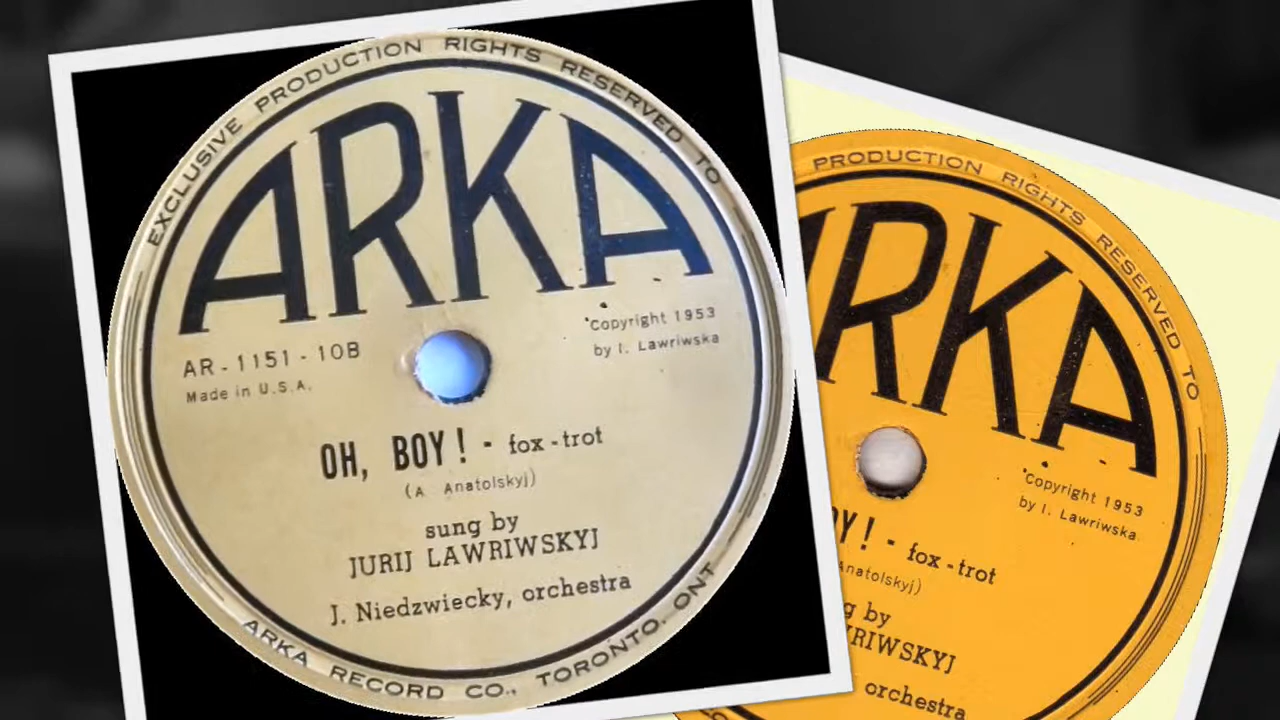 EXCLUSIVE PRODUCTION RIGHTS RESERVED TO
ARKA
AR-1151-10B
Made in U.S.A.
Copyright 1953
by I. Lawriwska
OH, BOY! - fox-trot
(A Anatolskyj)
sung by
JURIJ LAWRIWSKYJ
J. Niedzwiecky, orchestra
ARKA RECORD CO., TORONTO, ONT
PRODUCTION RIGHTS RESERVED TO
RKA
Copyright 1953
by I. Lawriwska
OY! - fox-trot
Anatolskyj)
g by
WRIWSKYJ
orchestra